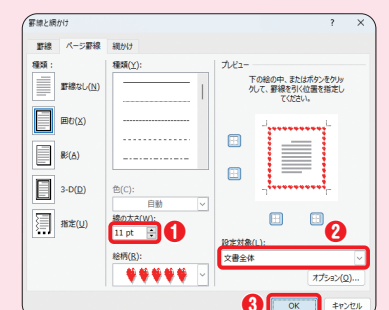 罫線と網かけ
? ×
罫線 ページ罫線 網かけ
種類:
罫線なし(N)
囲む(X)
影(A)
3-D(D)
指定(U)
種類(Y):
色(C):
自動
線の太さ(W):
11 pt
1
絵柄(R):
プレビュー
下の絵の中、またはボタンをクリッ
クして、罫線を引く位置を指定し
てください。
2
設定対象(L):
文書全体
オプション(O)...
3
OK
キャンセル